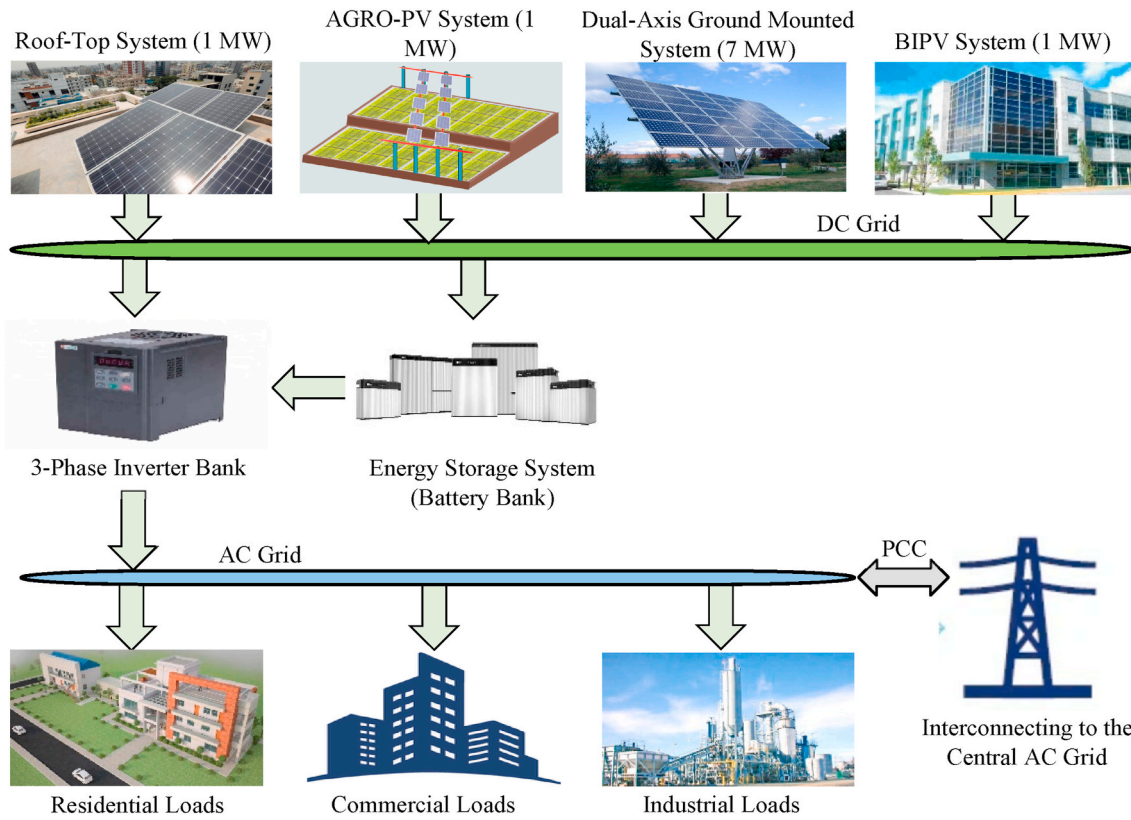 Roof-Top System (1 MW)
AGRO-PV System (1
MW)
Dual-Axis Ground Mounted
System (7 MW)
BIPV System (1 MW)
DC Grid
3-Phase Inverter Bank
Energy Storage System
(Battery Bank)
AC Grid
PCC
Interconnecting to the
Central AC Grid
Residential Loads
Commercial Loads
Industrial Loads